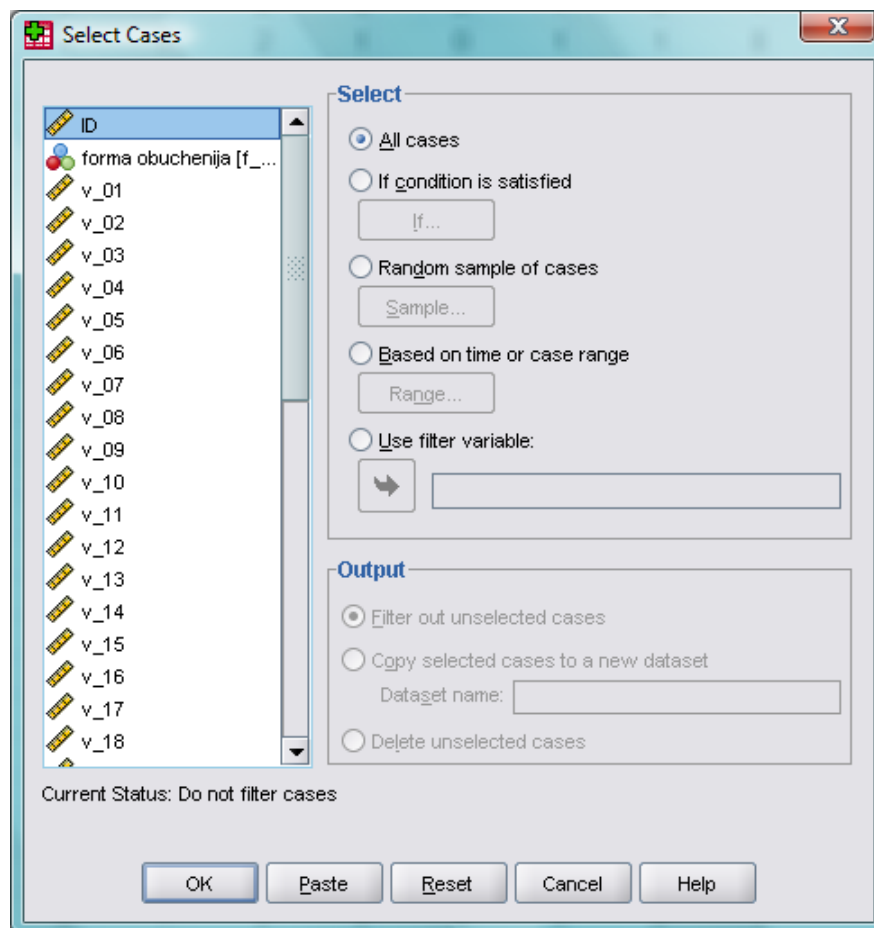 Select Cases
ID
forma obuchenija [f_...
v_01
v_02
v_03
v_04
v_05
v_06
v_07
v_08
v_09
v_10
v_11
v_12
v_13
v_14
v_15
v_16
v_17
v_18
Select
All cases
If condition is satisfied
If...
Random sample of cases
Sample...
Based on time or case range
Range...
Use filter variable:
Output
Filter out unselected cases
Copy selected cases to a new dataset
Dataset name:
Delete unselected cases
Current Status: Do not filter cases
OK Paste Reset Cancel Help